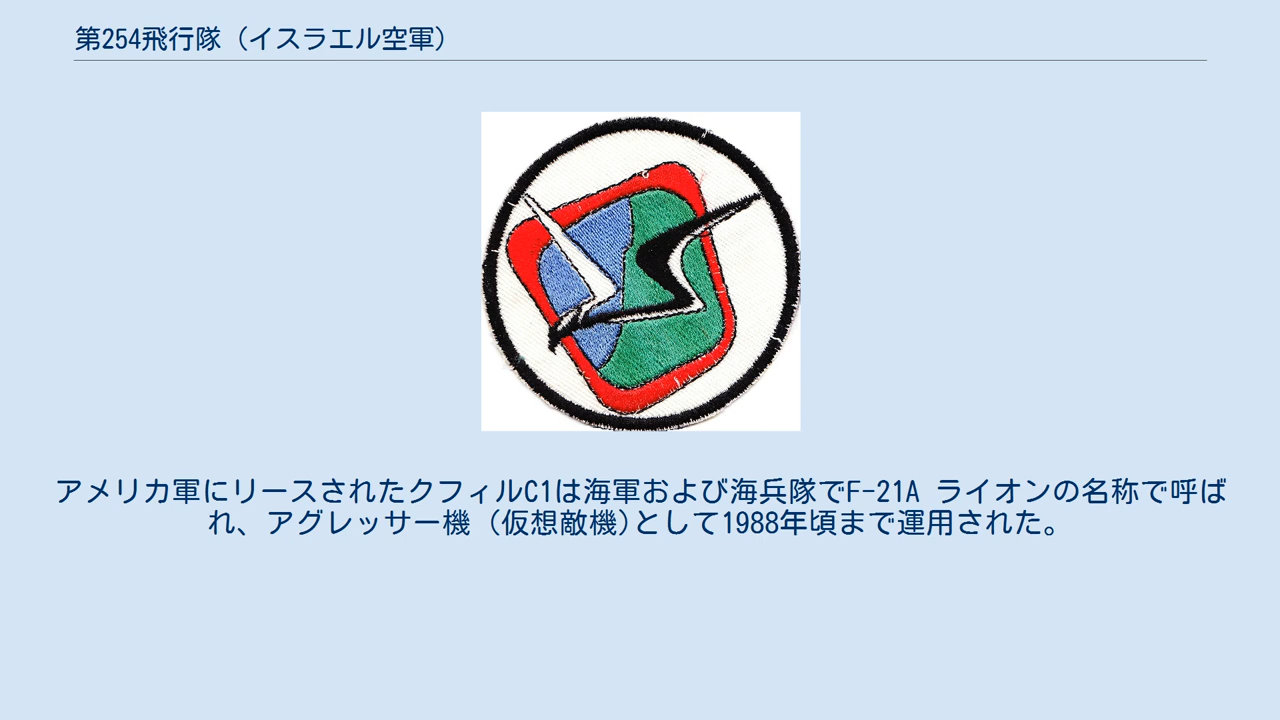 第254飛行隊（イスラエル空軍）
アメリカ軍にリースされたクフィルC1は海軍および海兵隊でF-21A ライオンの名称で呼ば
れ、アグレッサー機（仮想敵機)として1988年頃まで運用された。